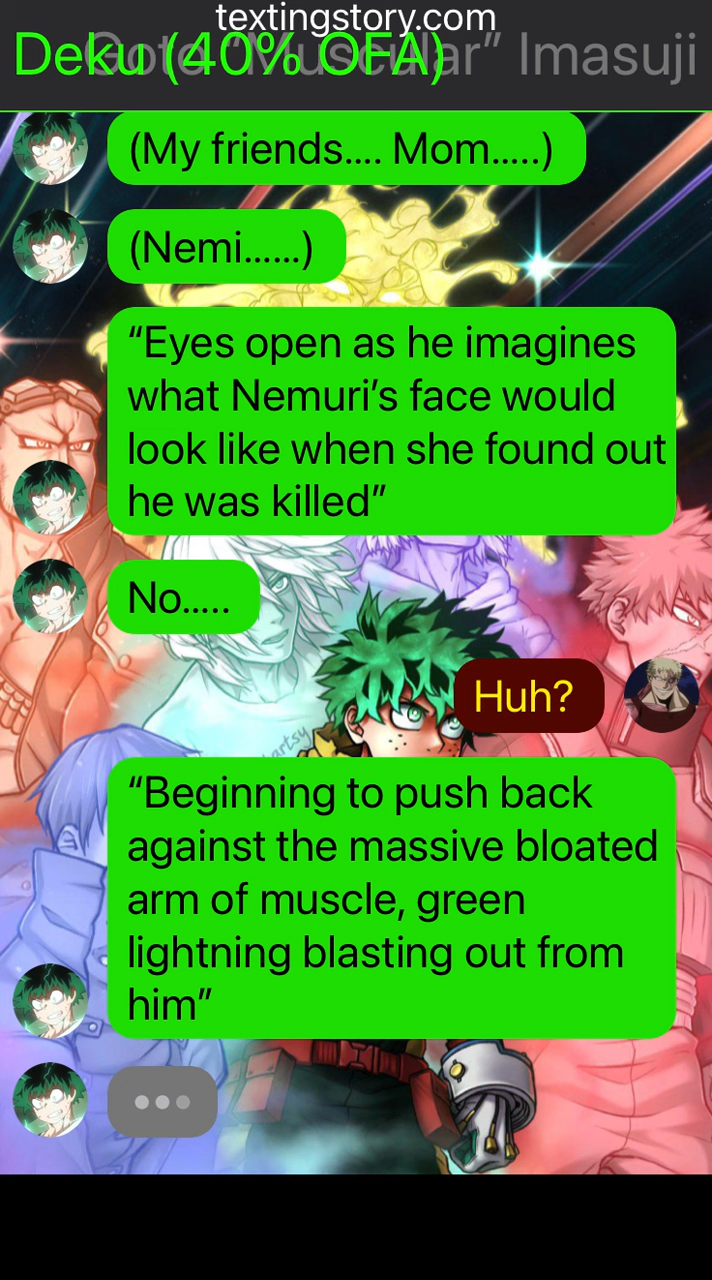 textingstory.com
Deku (40% OFA)
Goto “Muscular” Imasuji
(My friends.... Mom.....)
(Nemi......)
“Eyes open as he imagines
what Nemuri’s face would
look like when she found out
he was killed”
No.....
Huh?
“Beginning to push back
against the massive bloated
arm of muscle, green
lightning blasting out from
him”